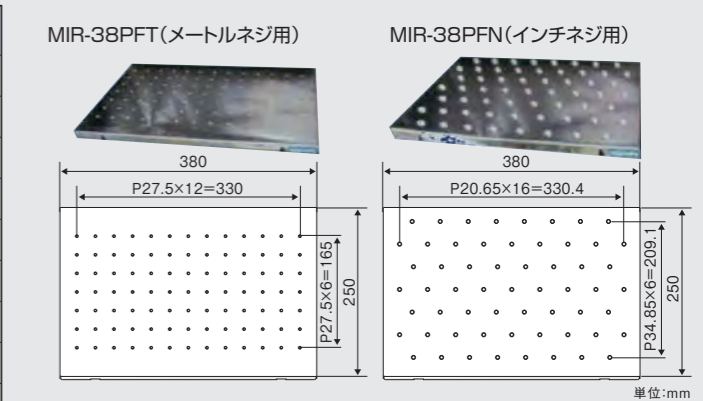 MIR-38PFT(メートルネジ用)
MIR-38PFN(インチネジ用)
380
P27.5×12=330
P27.5×6=165
250
380
P20.65×16=330.4
P34.85×6=209.1
250
単位:mm